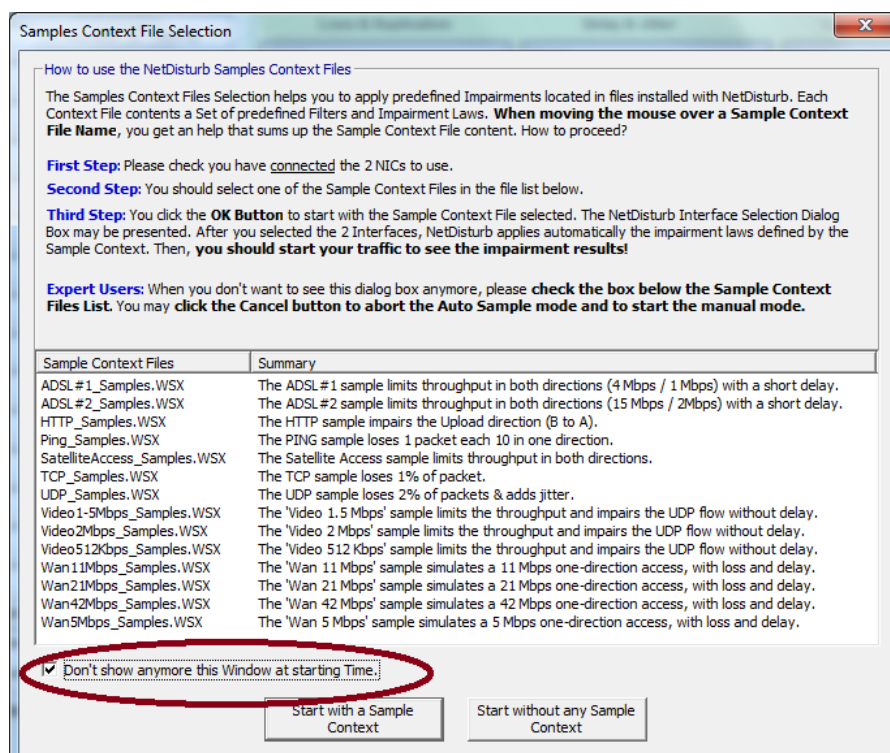 Samples Context File Selection
How to use the NetDisturb Samples Context Files
The Samples Context Files Selection helps you to apply predefined Impairments located in files installed with NetDisturb. Each
Context File contents a Set of predefined Filters and Impairment Laws. When moving the mouse over a Sample Context
File Name, you get an help that sums up the Sample Context File content. How to proceed?
First Step: Please check you have connected the 2 NICs to use.
Second Step: You should select one of the Sample Context Files in the file list below.
Third Step: You click the OK Button to start with the Sample Context File selected. The NetDisturb Interface Selection Dialog
Box may be presented. After you selected the 2 Interfaces, NetDisturb applies automatically the impairment laws defined by the
Sample Context. Then, you should start your traffic to see the impairment results!
Expert Users: When you don't want to see this dialog box anymore, please check the box below the Sample Context
Files List. You may click the Cancel button to abort the Auto Sample mode and to start the manual mode.
Sample Context Files Summary
ADSL#1_Samples.WSX The ADSL#1 sample limits throughput in both directions (4 Mbps / 1 Mbps) with a short delay.
ADSL#2_Samples.WSX The ADSL#2 sample limits throughput in both directions (15 Mbps / 2Mbps) with a short delay.
HTTP_Samples.WSX The HTTP sample impairs the Upload direction (B to A).
Ping_Samples.WSX The PING sample loses 1 packet each 10 in one direction.
SatelliteAccess_Samples.WSX The Satellite Access sample limits throughput in both directions.
TCP_Samples.WSX The TCP sample loses 1% of packet.
UDP_Samples.WSX The UDP sample loses 2% of packets & adds jitter.
Video1-5Mbps_Samples.WSX The 'Video 1.5 Mbps' sample limits the throughput and impairs the UDP flow without delay.
Video2Mbps_Samples.WSX The 'Video 2 Mbps' sample limits the throughput and impairs the UDP flow without delay.
Video512Kbps_Samples.WSX The 'Video 512 Kbps' sample limits the throughput and impairs the UDP flow without delay.
Wan11Mbps_Samples.WSX The 'Wan 11 Mbps' sample simulates a 11 Mbps one-direction access, with loss and delay.
Wan21Mbps_Samples.WSX The 'Wan 21 Mbps' sample simulates a 21 Mbps one-direction access, with loss and delay.
Wan42Mbps_Samples.WSX The 'Wan 42 Mbps' sample simulates a 42 Mbps one-direction access, with loss and delay.
Wan5Mbps_Samples.WSX The 'Wan 5 Mbps' sample simulates a 5 Mbps one-direction access, with loss and delay.
Don't show anymore this Window at starting Time.
Start with a Sample Start without any Sample
Context Context